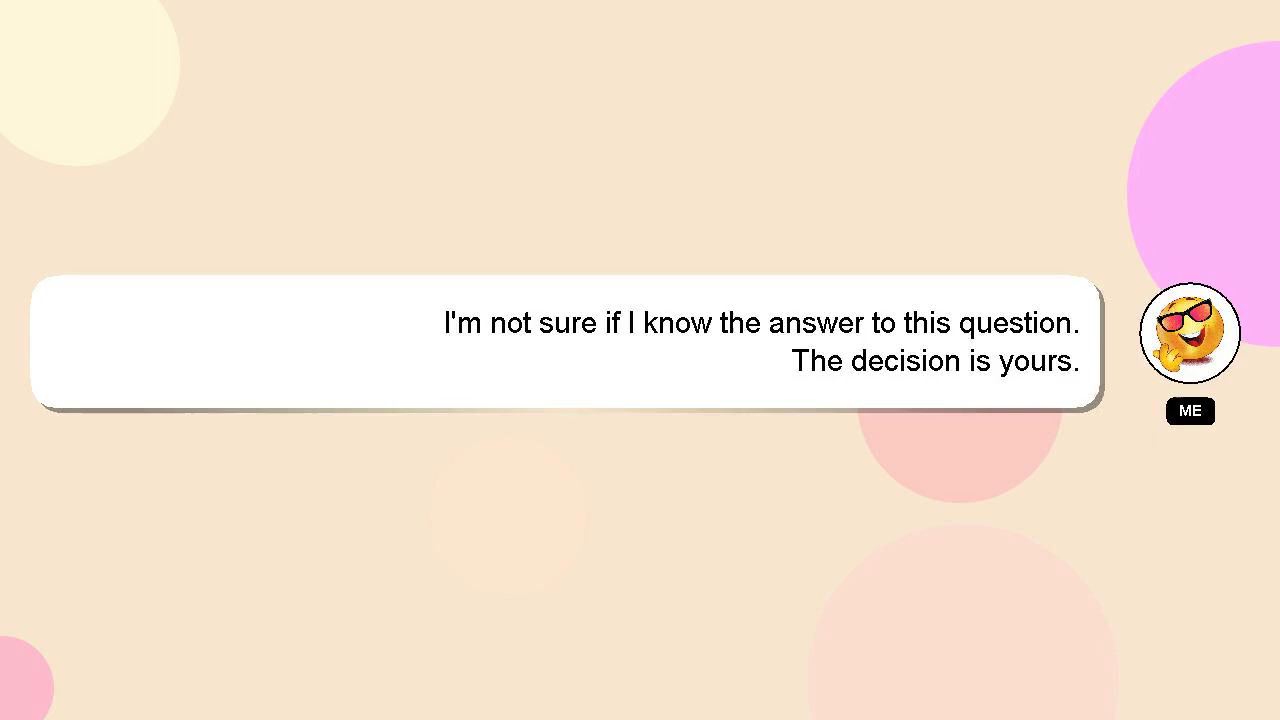 I'm not sure if I know the answer to this question.
The decision is yours.
ME